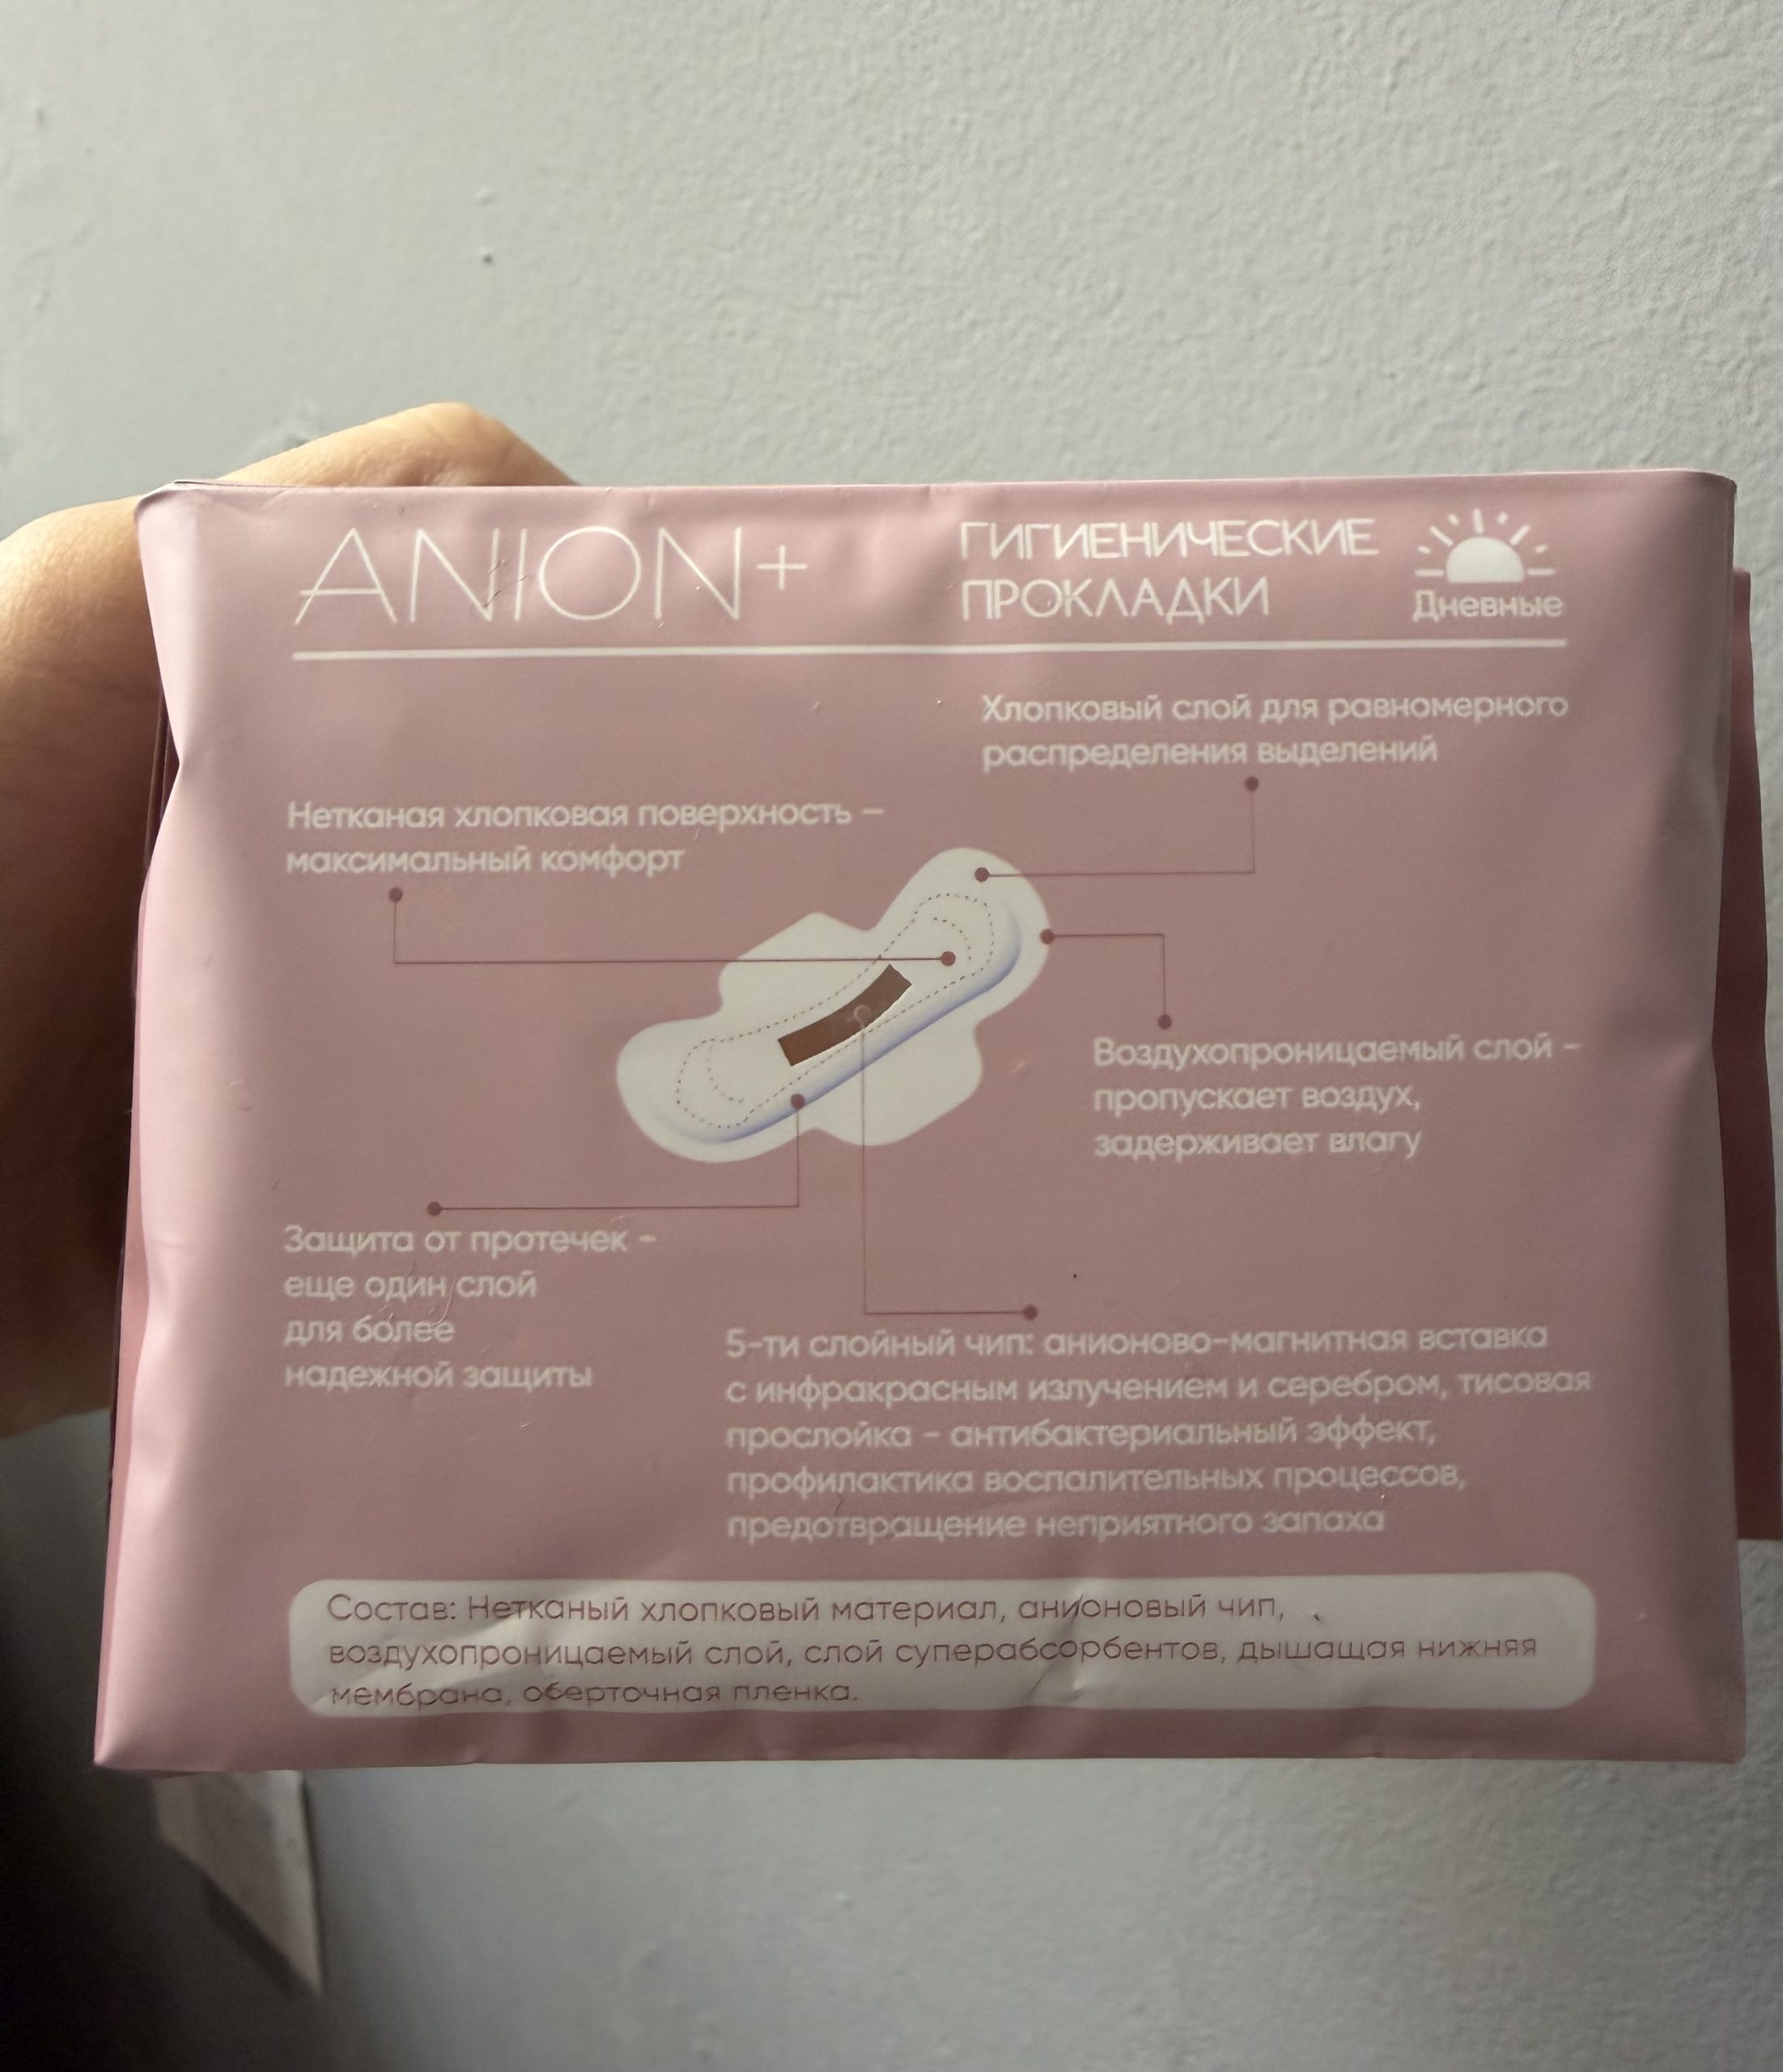 ANION+
ГИГИЕНИЧЕСКИЕ
ПРОКЛАДКИ
Дневные
Хлопковый слой для равномерного
распределения выделений
Нетканая хлопковая поверхность –
максимальный комфорт
Воздухопроницаемый слой –
пропускает воздух,
задерживает влагу
Защита от протечек –
еще один слой
для более
надежной защиты
5-ти слойный чип: анионово-магнитная вставка
с инфракрасным излучением и серебром, тисовая
прослойка – антибактериальный эффект,
профилактика воспалительных процессов,
предотвращение неприятного запаха
Состав: Нетканый хлопковый материал, анионовый чип,
воздухопроницаемый слой, слой суперабсорбентов, дышащая нижняя
мембрана, оберточная пленка.